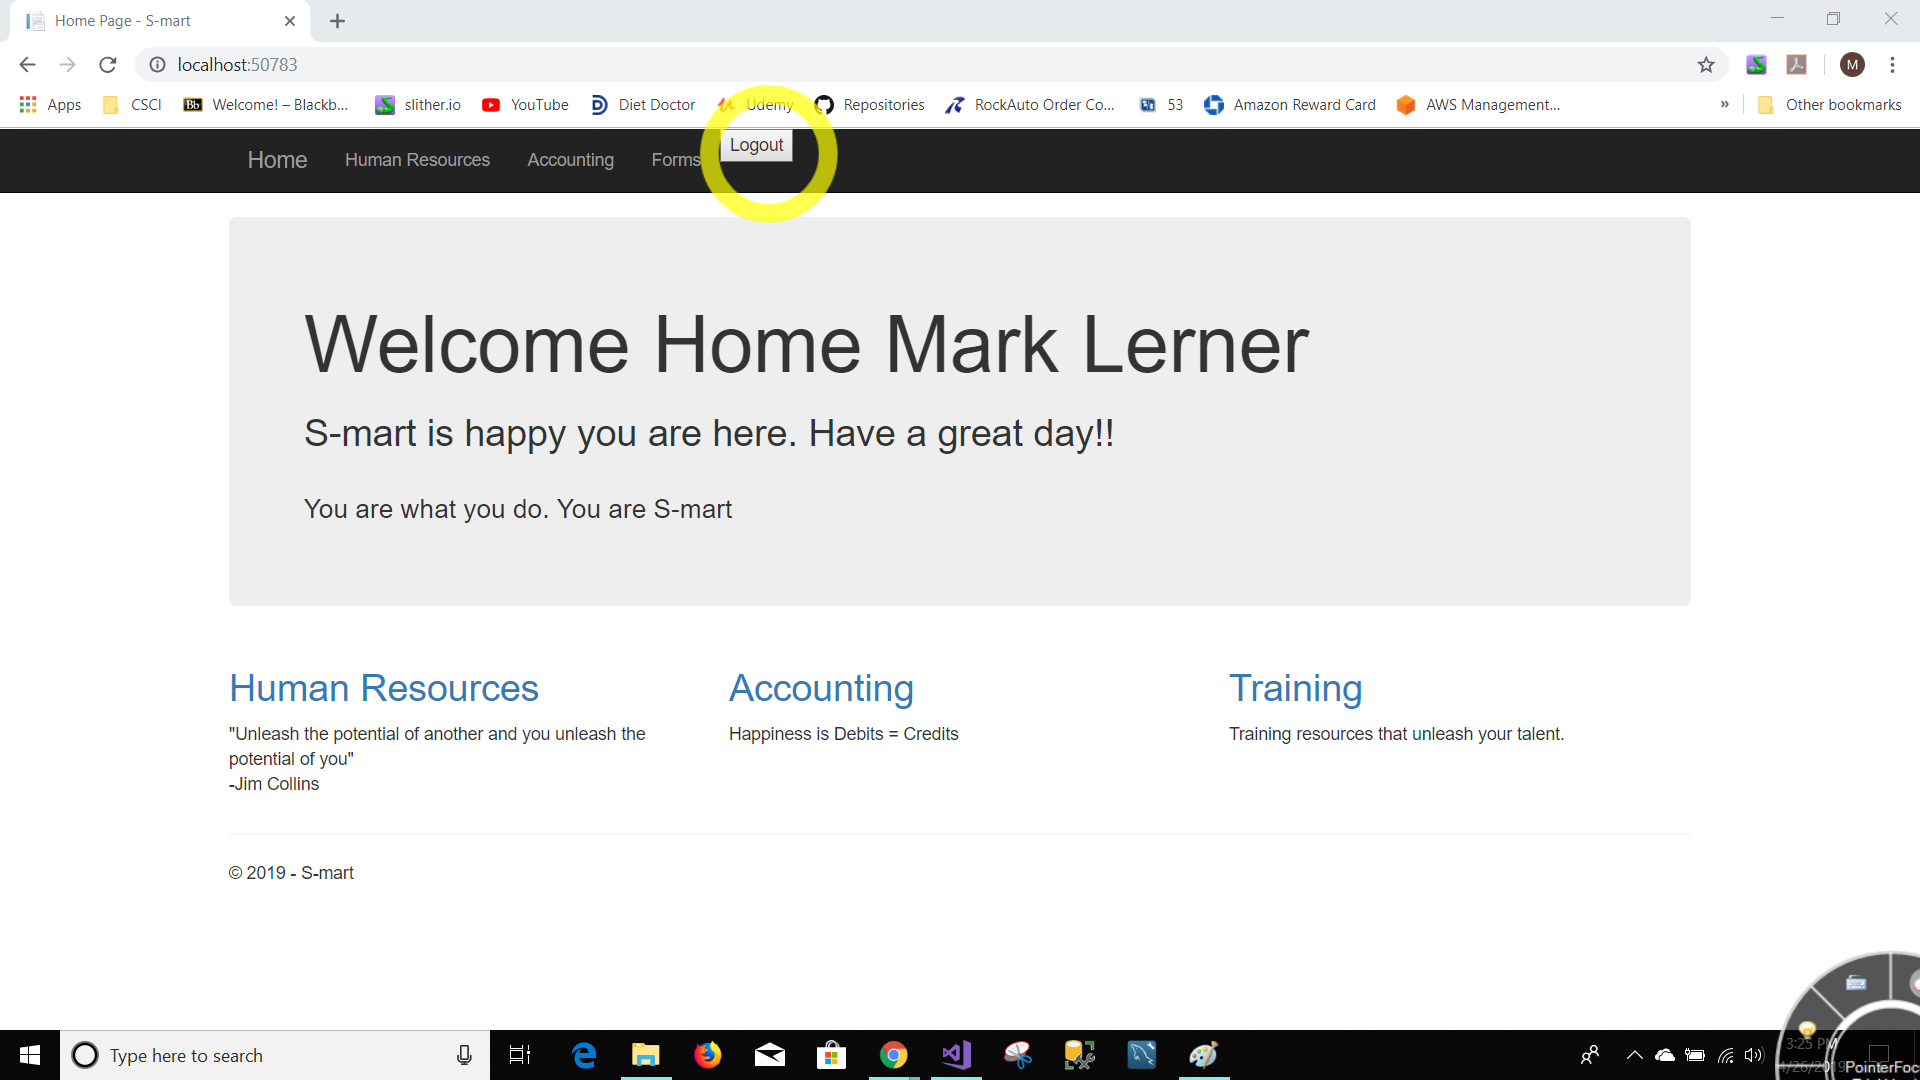 Home Page - S-mart
localhost:50783
M
Apps CSCI Bb Welcome! – Blackb... slither.io YouTube Diet Doctor Udemy Repositories RockAuto Order Co... 53 Amazon Reward Card AWS Management... » Other bookmarks
Home Human Resources Accounting Forms Logout
Welcome Home Mark Lerner
S-mart is happy you are here. Have a great day!!
You are what you do. You are S-mart
Human Resources
"Unleash the potential of another and you unleash the
potential of you"
-Jim Collins
Accounting
Happiness is Debits = Credits
Training
Training resources that unleash your talent.
© 2019 - S-mart
Type here to search
3:25 PM
4/26/2019
PointerFoc